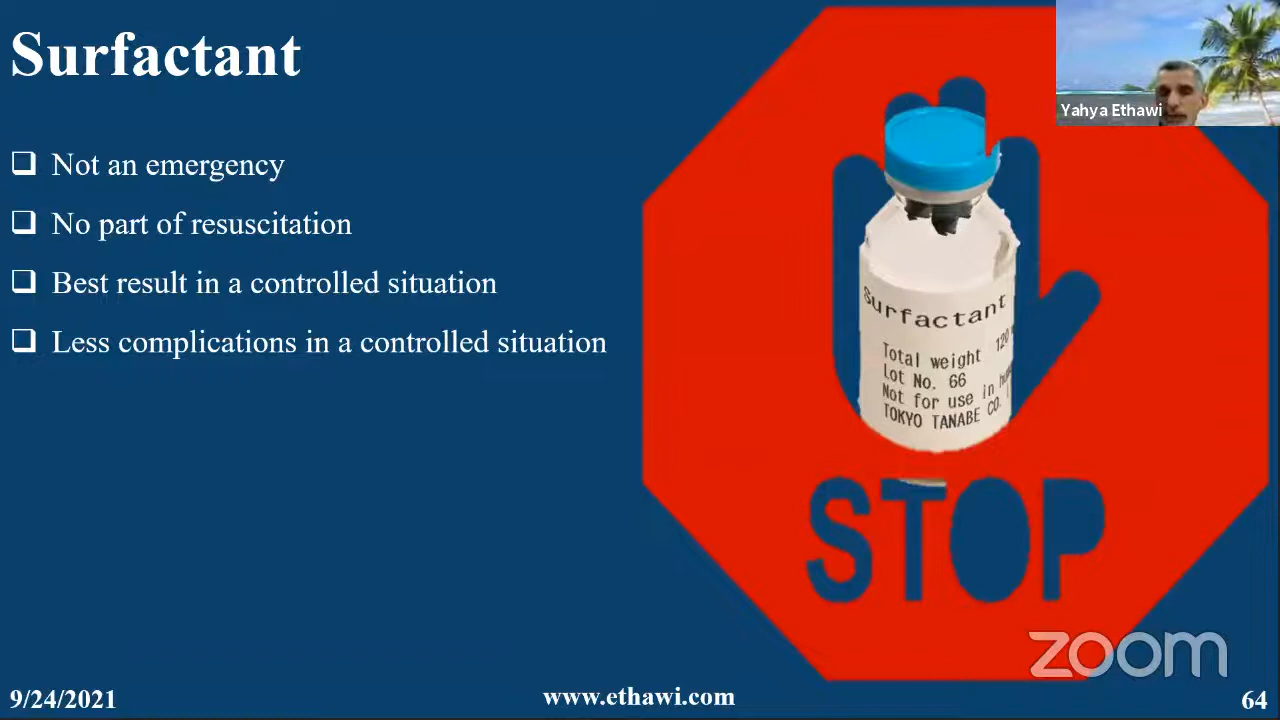 Surfactant
Yahya Ethawi
Not an emergency
No part of resuscitation
Best result in a controlled situation
Less complications in a controlled situation
Surfactant
Total weight 120
Lot No. 66
Not for use in
TOKYO TANABE CO.
STOP
zoom
9/24/2021
www.ethawi.com
64